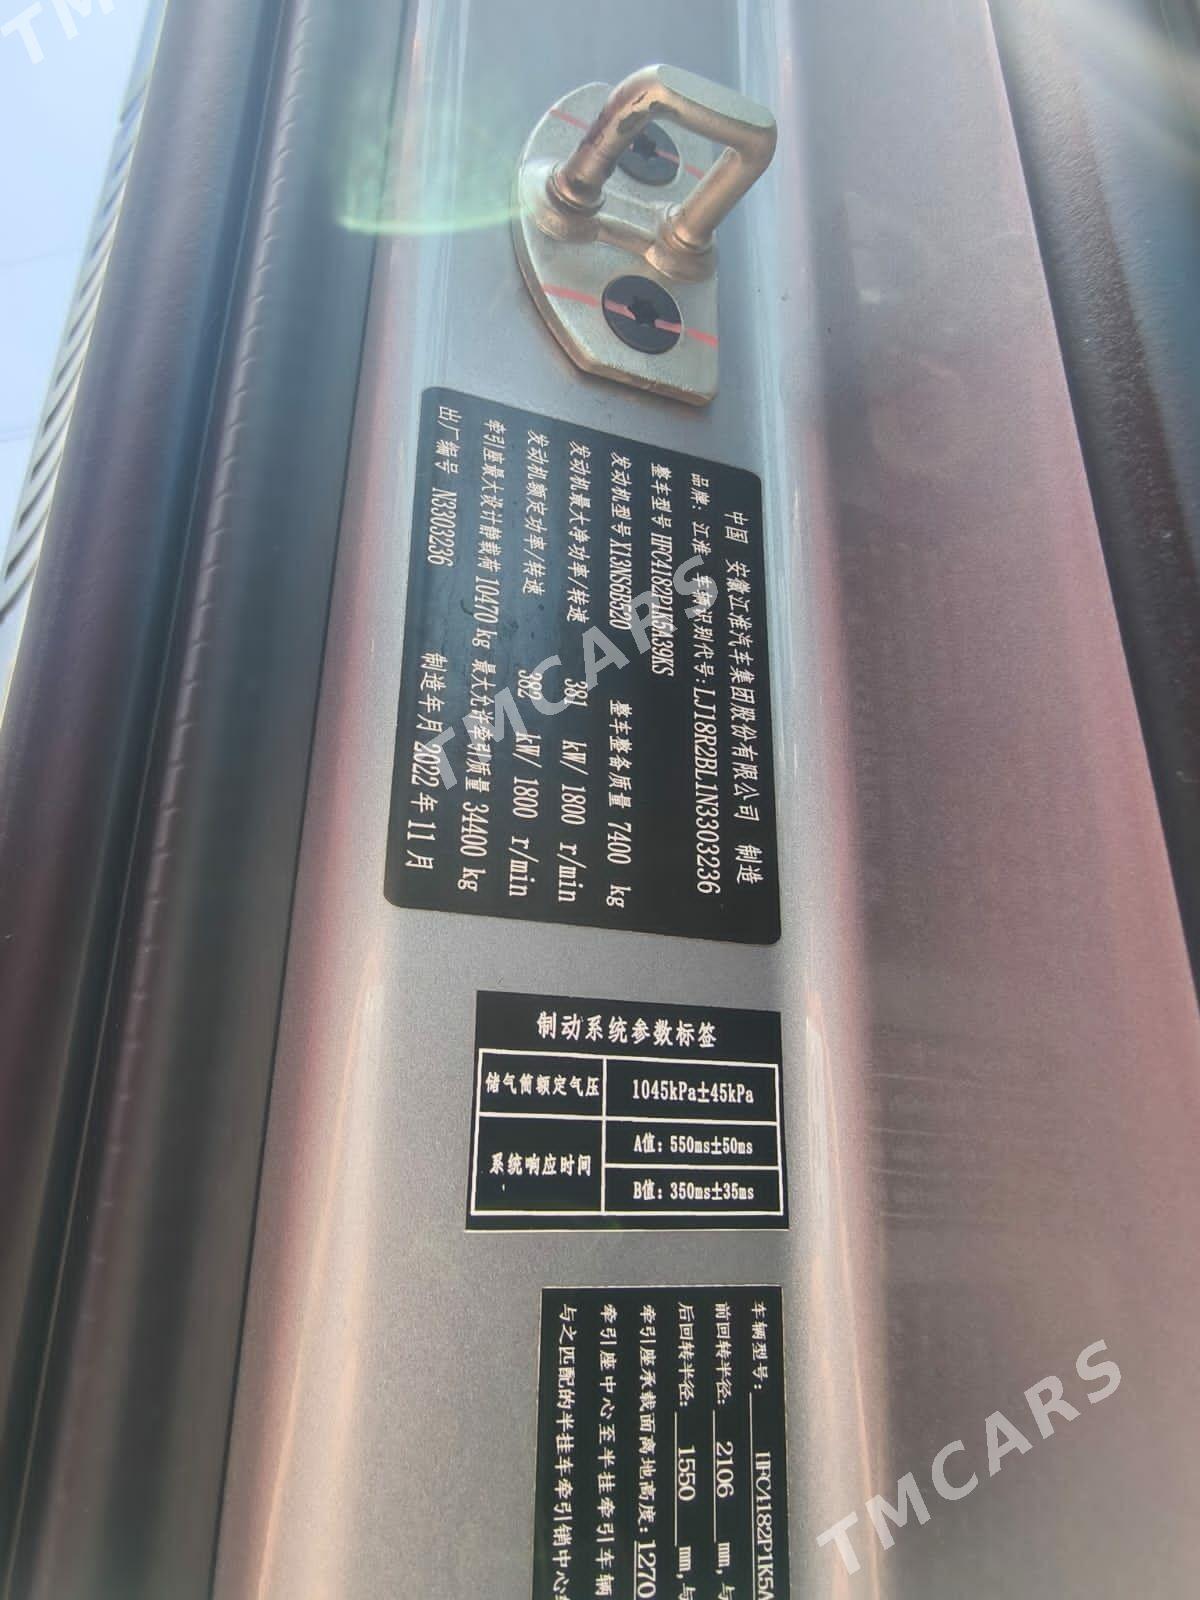 中国 安徽江淮汽车集团股份有限公司 制造
品牌: 江淮 车辆识别代号: LJ18R2BL1N3303236
整车型号 HFC4182P1K5A39KS
发动机型号 X13NS6B520 整车整备质量 7400 kg
发动机最大净功率/转速 381 kW/ 1800 r/min
发动机额定功率/转速 382 kW/ 1800 r/min
牵引座最大设计静载荷 10470 kg 最大允许牵引质量 34400 kg
出厂编号 N3303236 制造年月 2022 年 11 月
制动系统参数标签
储气筒额定气压 1045kPa±45kPa
系统响应时间 A值: 550ms±50ms
B值: 350ms±35ms
车辆型号: HFC4182P1K5A
前回转半径: 2106 mm,与
后回转半径: 1550 mm,与
牵引座承载面离地高度: 1270
牵引座中心至半挂牵引车辆
与之匹配的半挂车牵引销中心
TMCARS
TMCARS
TM